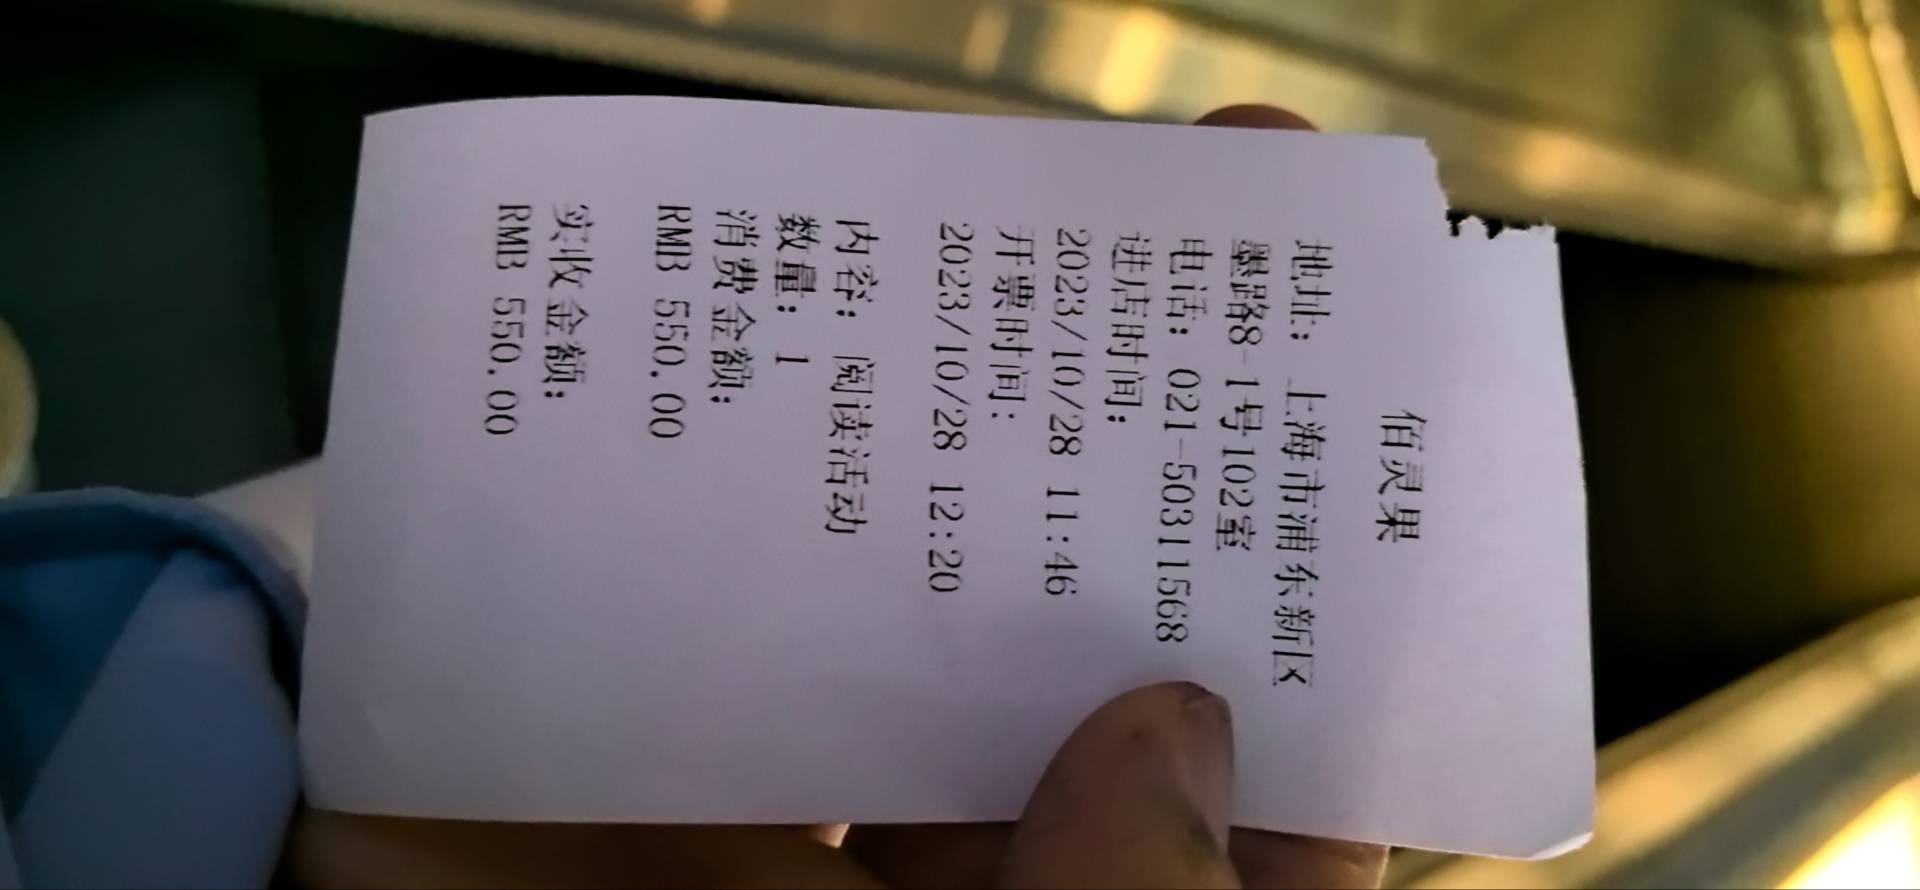 佰灵果
地址: 上海市浦东新区
墨路8-1号102室
电话: 021-50311568
进店时间:
2023/10/28 11:46
开票时间:
2023/10/28 12:20
内容: 阅读活动
数量: 1
消费金额:
RMB 550.00
实收金额:
RMB 550.00